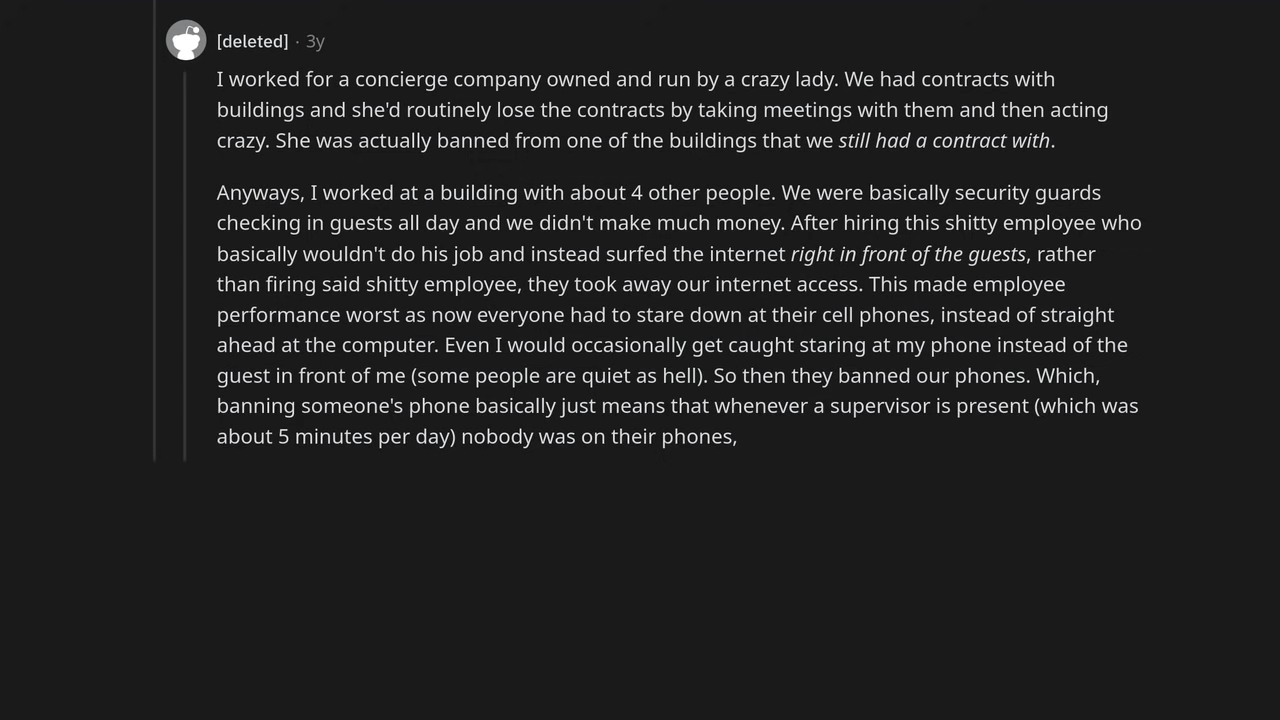 [deleted] · 3y
I worked for a concierge company owned and run by a crazy lady. We had contracts with
buildings and she'd routinely lose the contracts by taking meetings with them and then acting
crazy. She was actually banned from one of the buildings that we still had a contract with.
Anyways, I worked at a building with about 4 other people. We were basically security guards
checking in guests all day and we didn't make much money. After hiring this shitty employee who
basically wouldn't do his job and instead surfed the internet right in front of the guests, rather
than firing said shitty employee, they took away our internet access. This made employee
performance worst as now everyone had to stare down at their cell phones, instead of straight
ahead at the computer. Even I would occasionally get caught staring at my phone instead of the
guest in front of me (some people are quiet as hell). So then they banned our phones. Which,
banning someone's phone basically just means that whenever a supervisor is present (which was
about 5 minutes per day) nobody was on their phones,